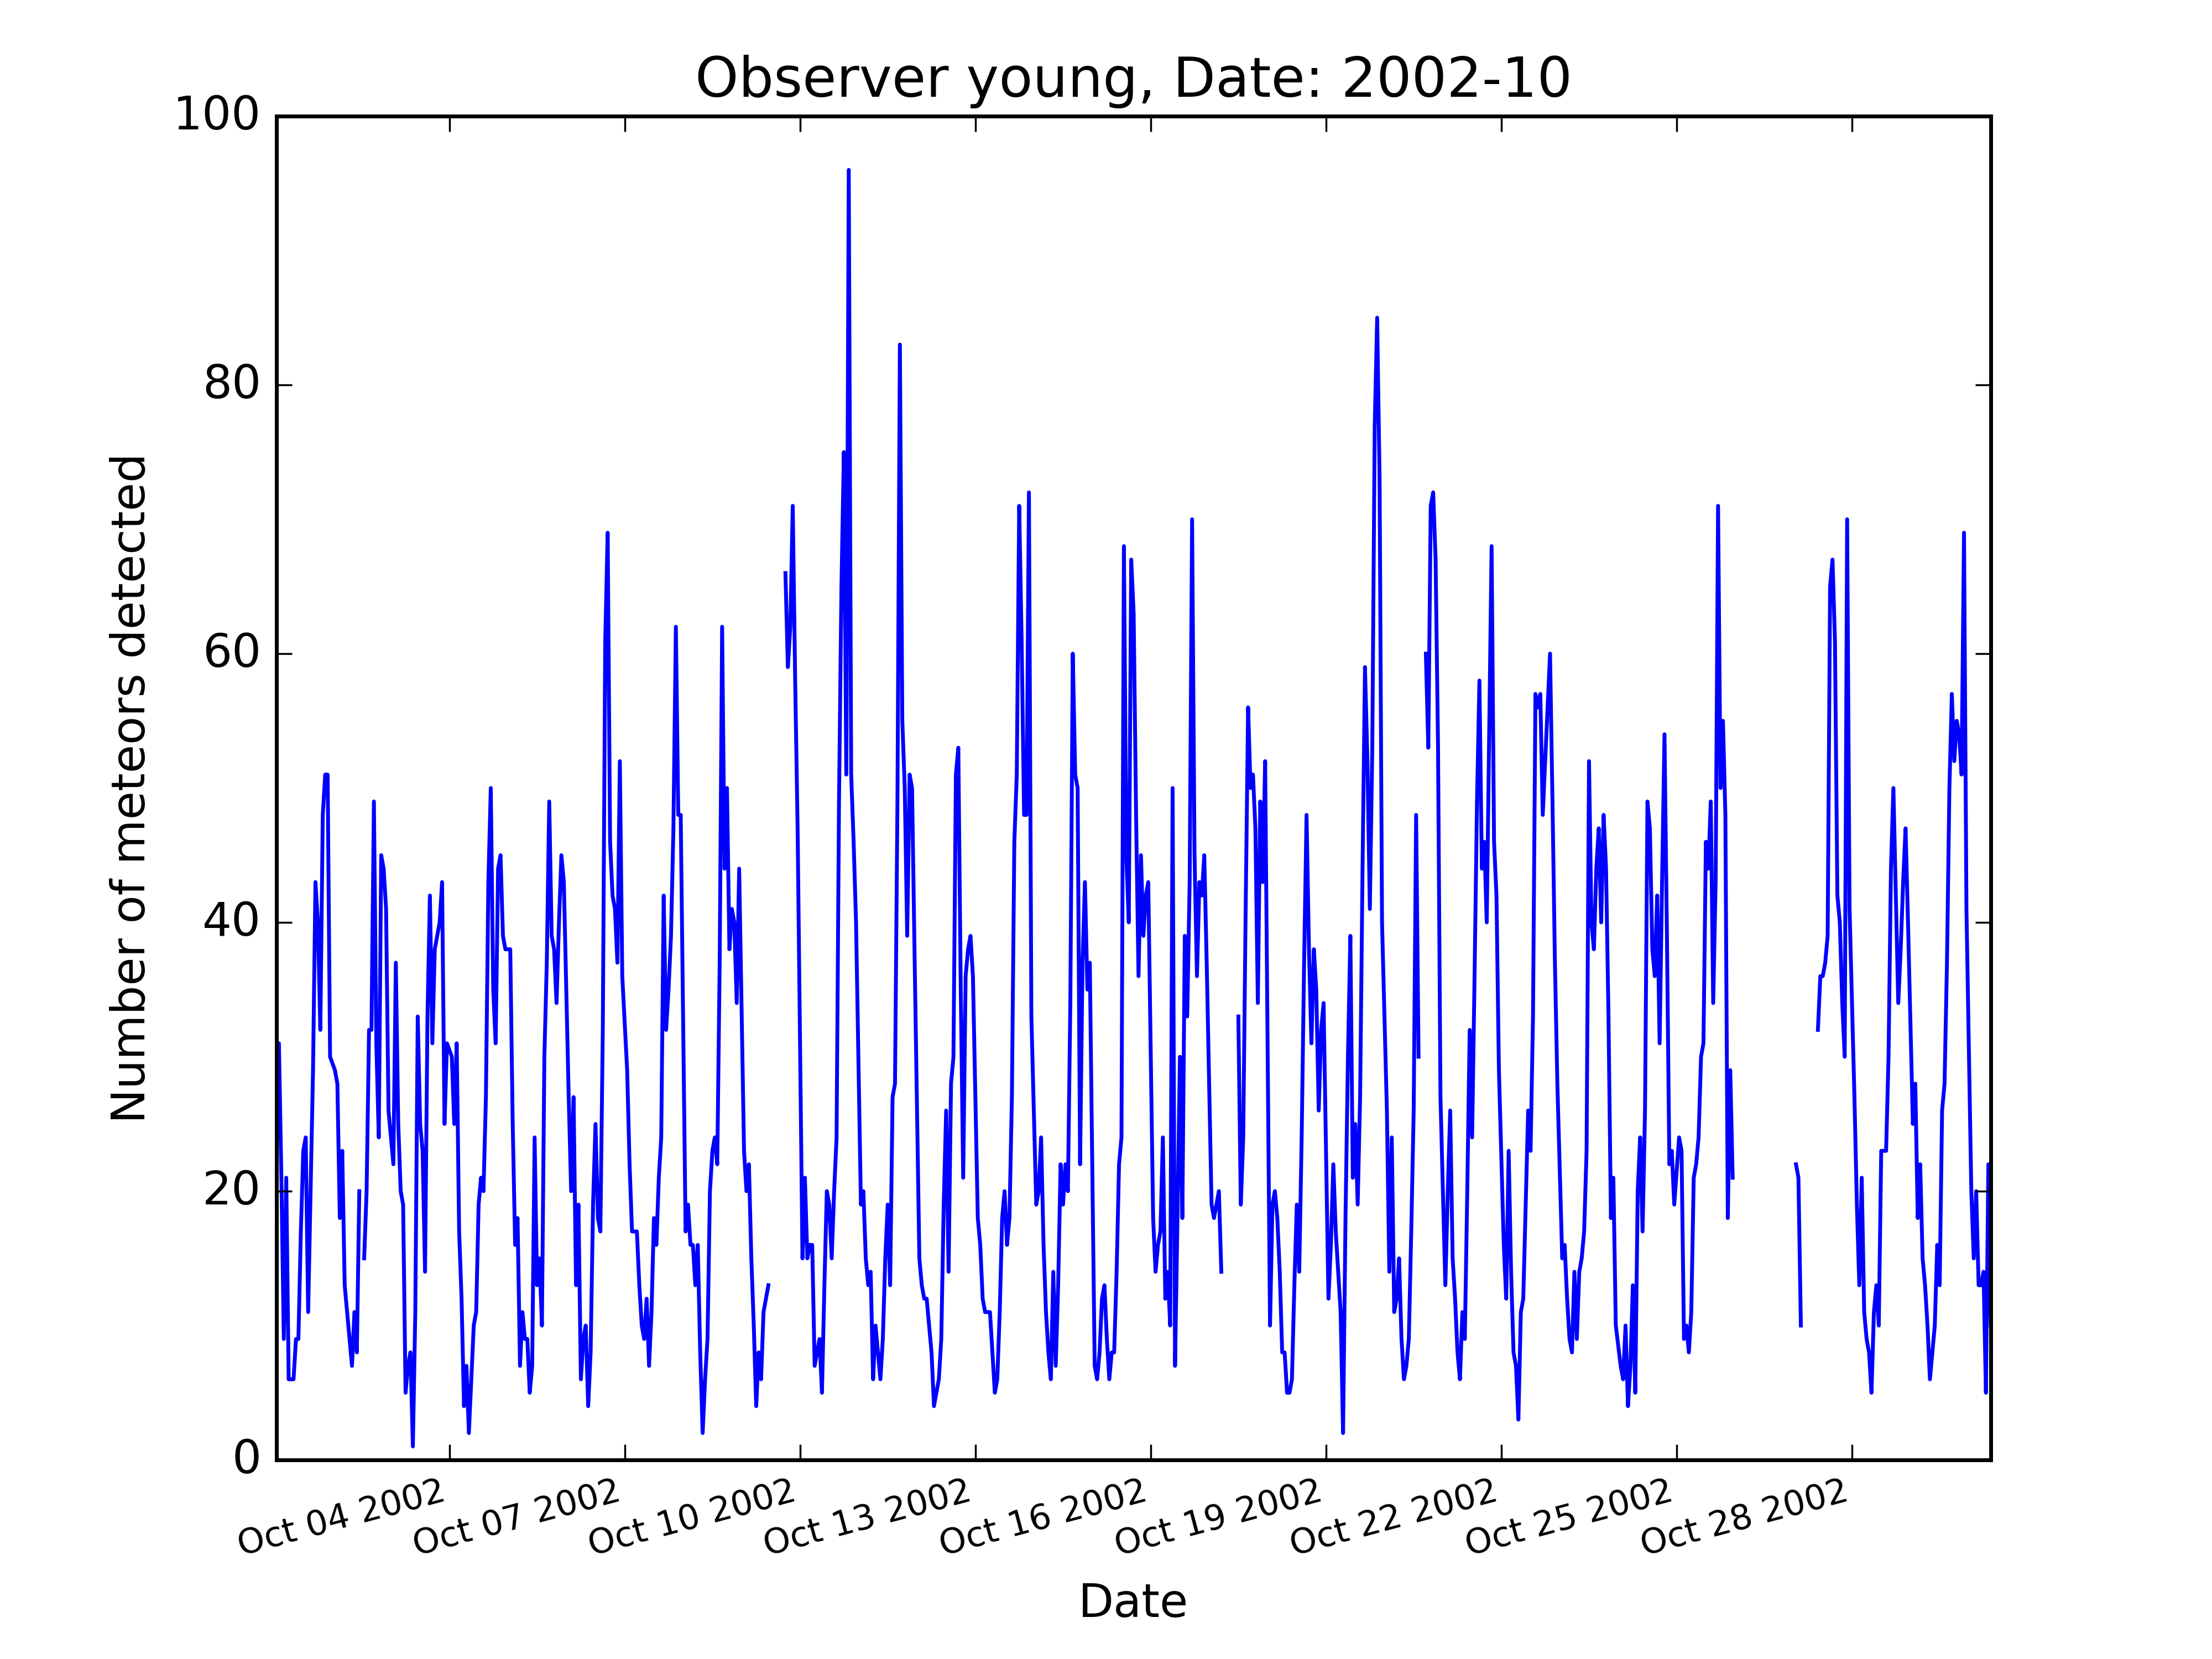 Observer young, Date: 2002-10
Number of meteors detected
100
80
60
40
20
0
Oct 04 2002
Oct 07 2002
Oct 10 2002
Oct 13 2002
Oct 16 2002
Oct 19 2002
Oct 22 2002
Oct 25 2002
Oct 28 2002
Date